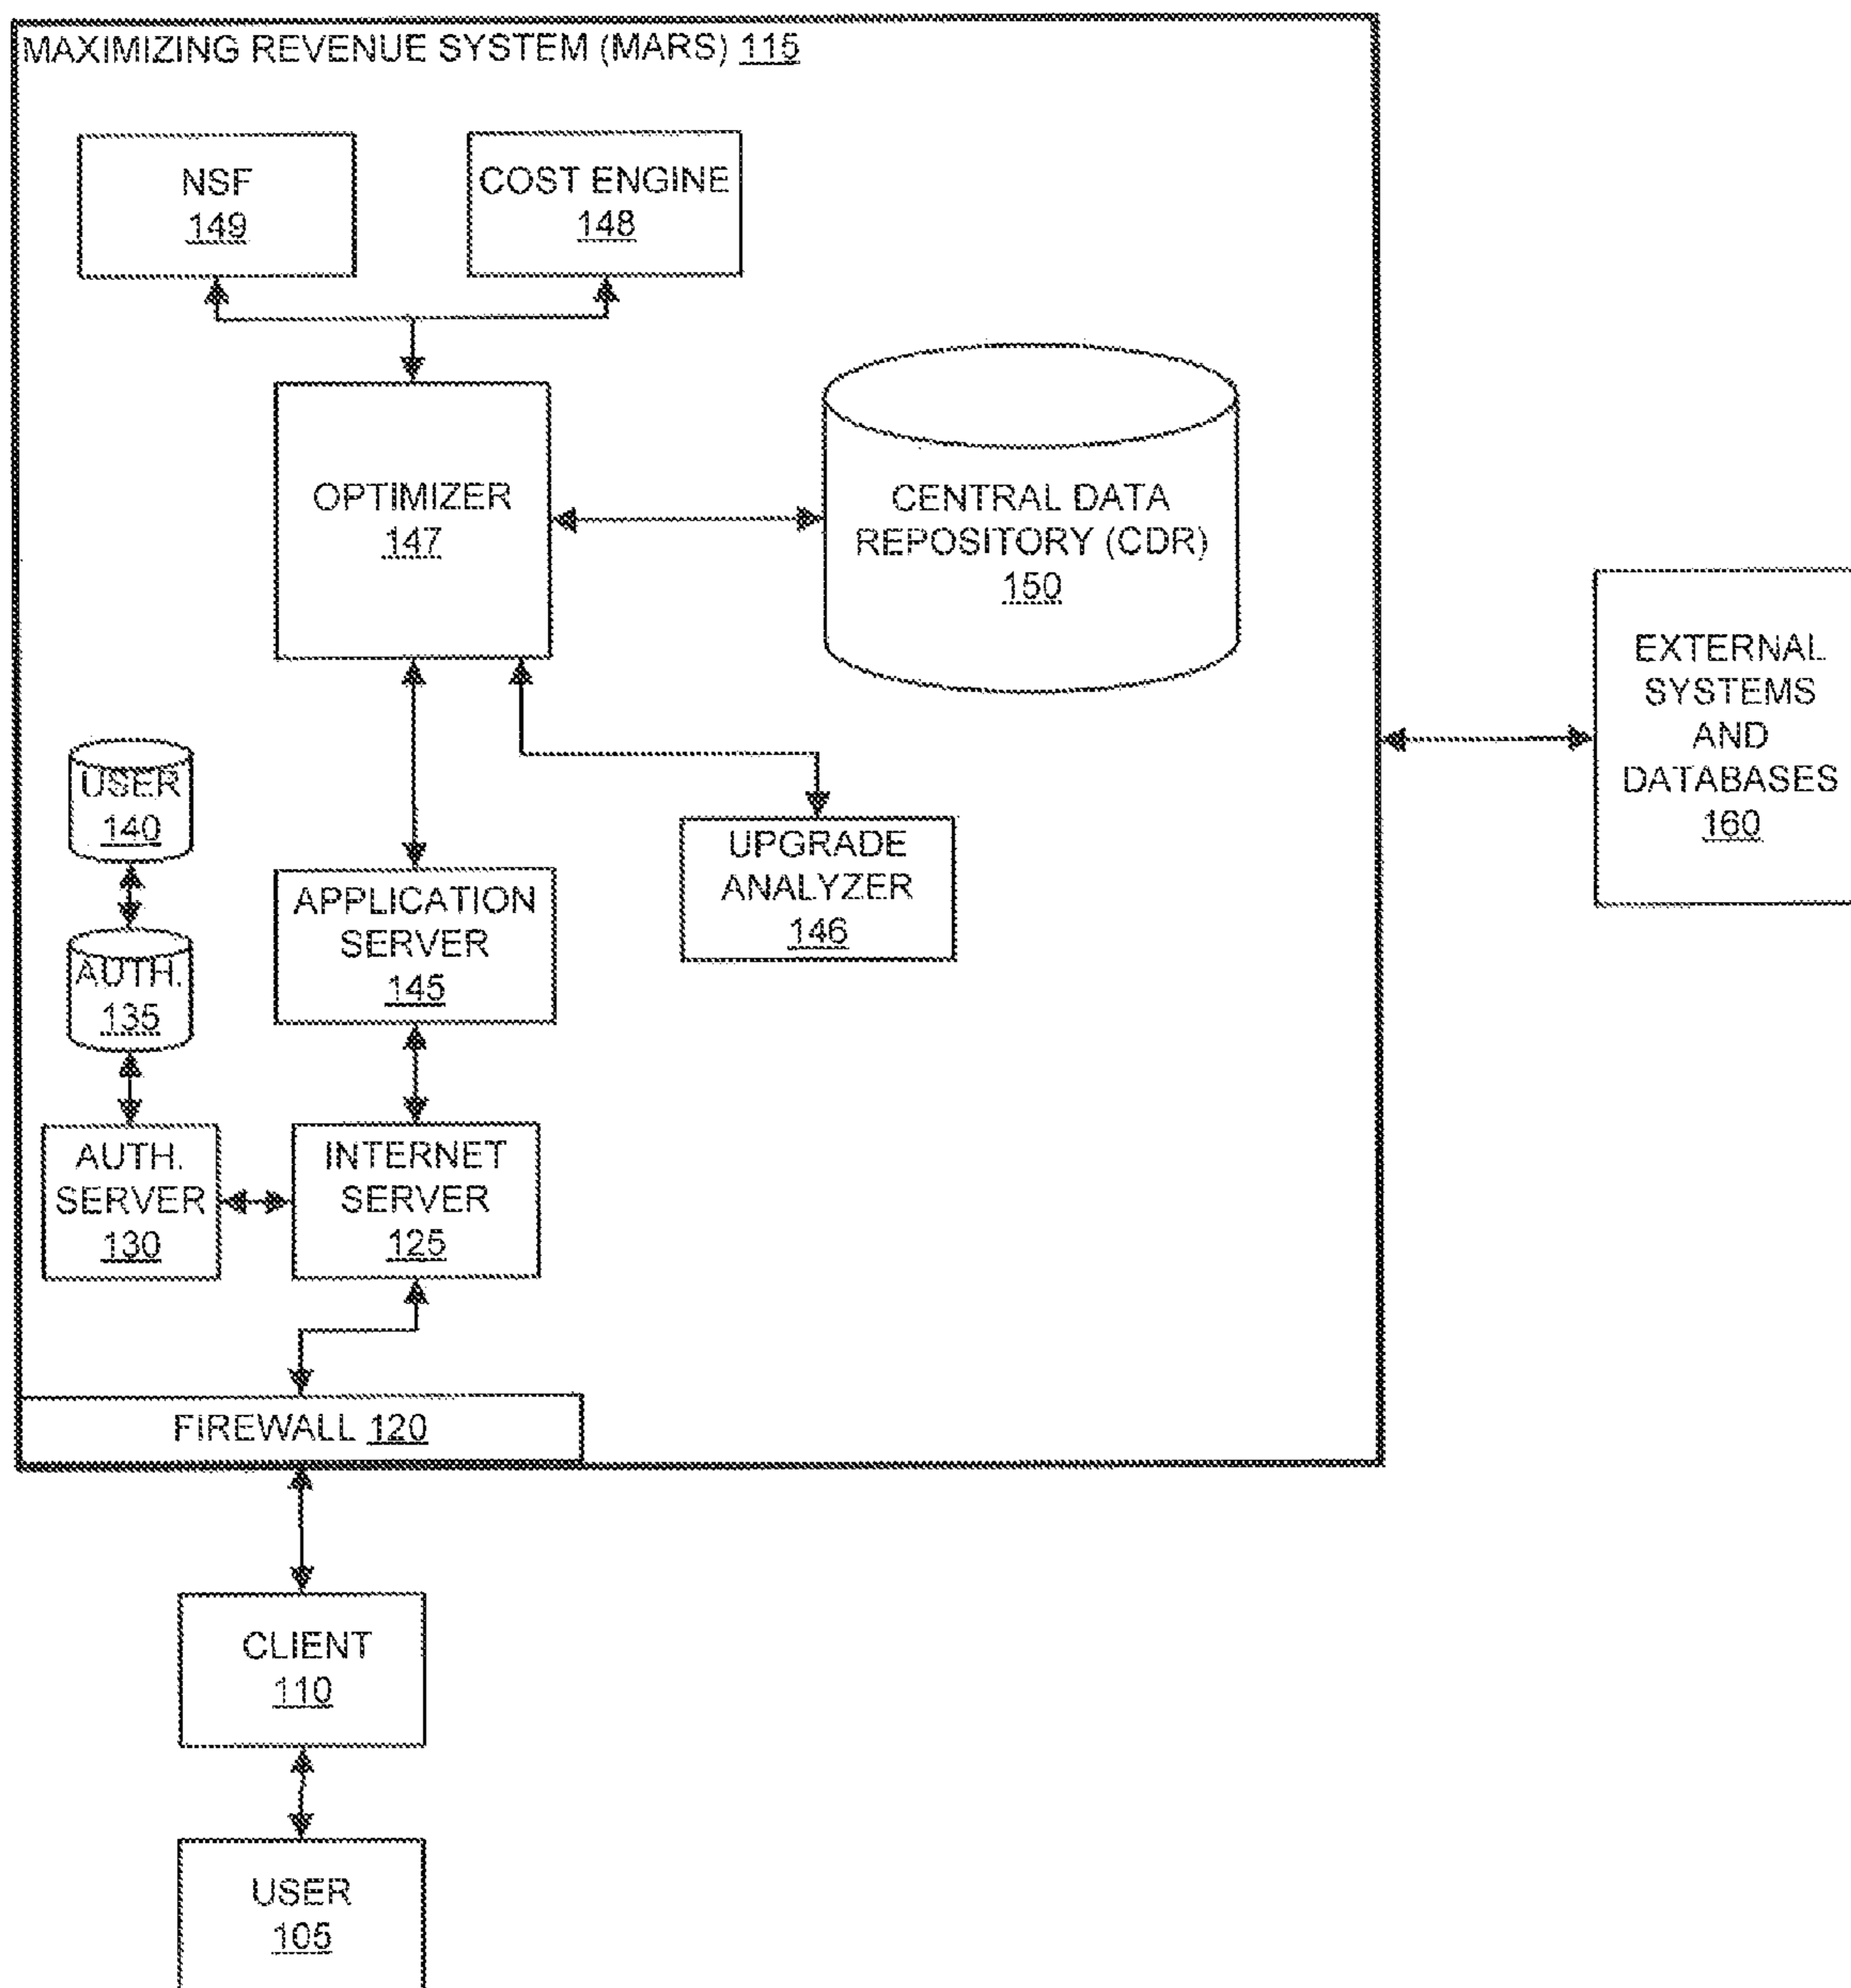 MAXIMIZING REVENUE SYSTEM (MARS) 115
NSF
149
COST ENGINE
148
OPTIMIZER
147
CENTRAL DATA
REPOSITORY (CDR)
150
EXTERNAL
SYSTEMS
AND
DATABASES
160
USER
140
AUTH.
135
APPLICATION
SERVER
145
UPGRADE
ANALYZER
146
AUTH.
SERVER
130
INTERNET
SERVER
125
FIREWALL 120
CLIENT
110
USER
105